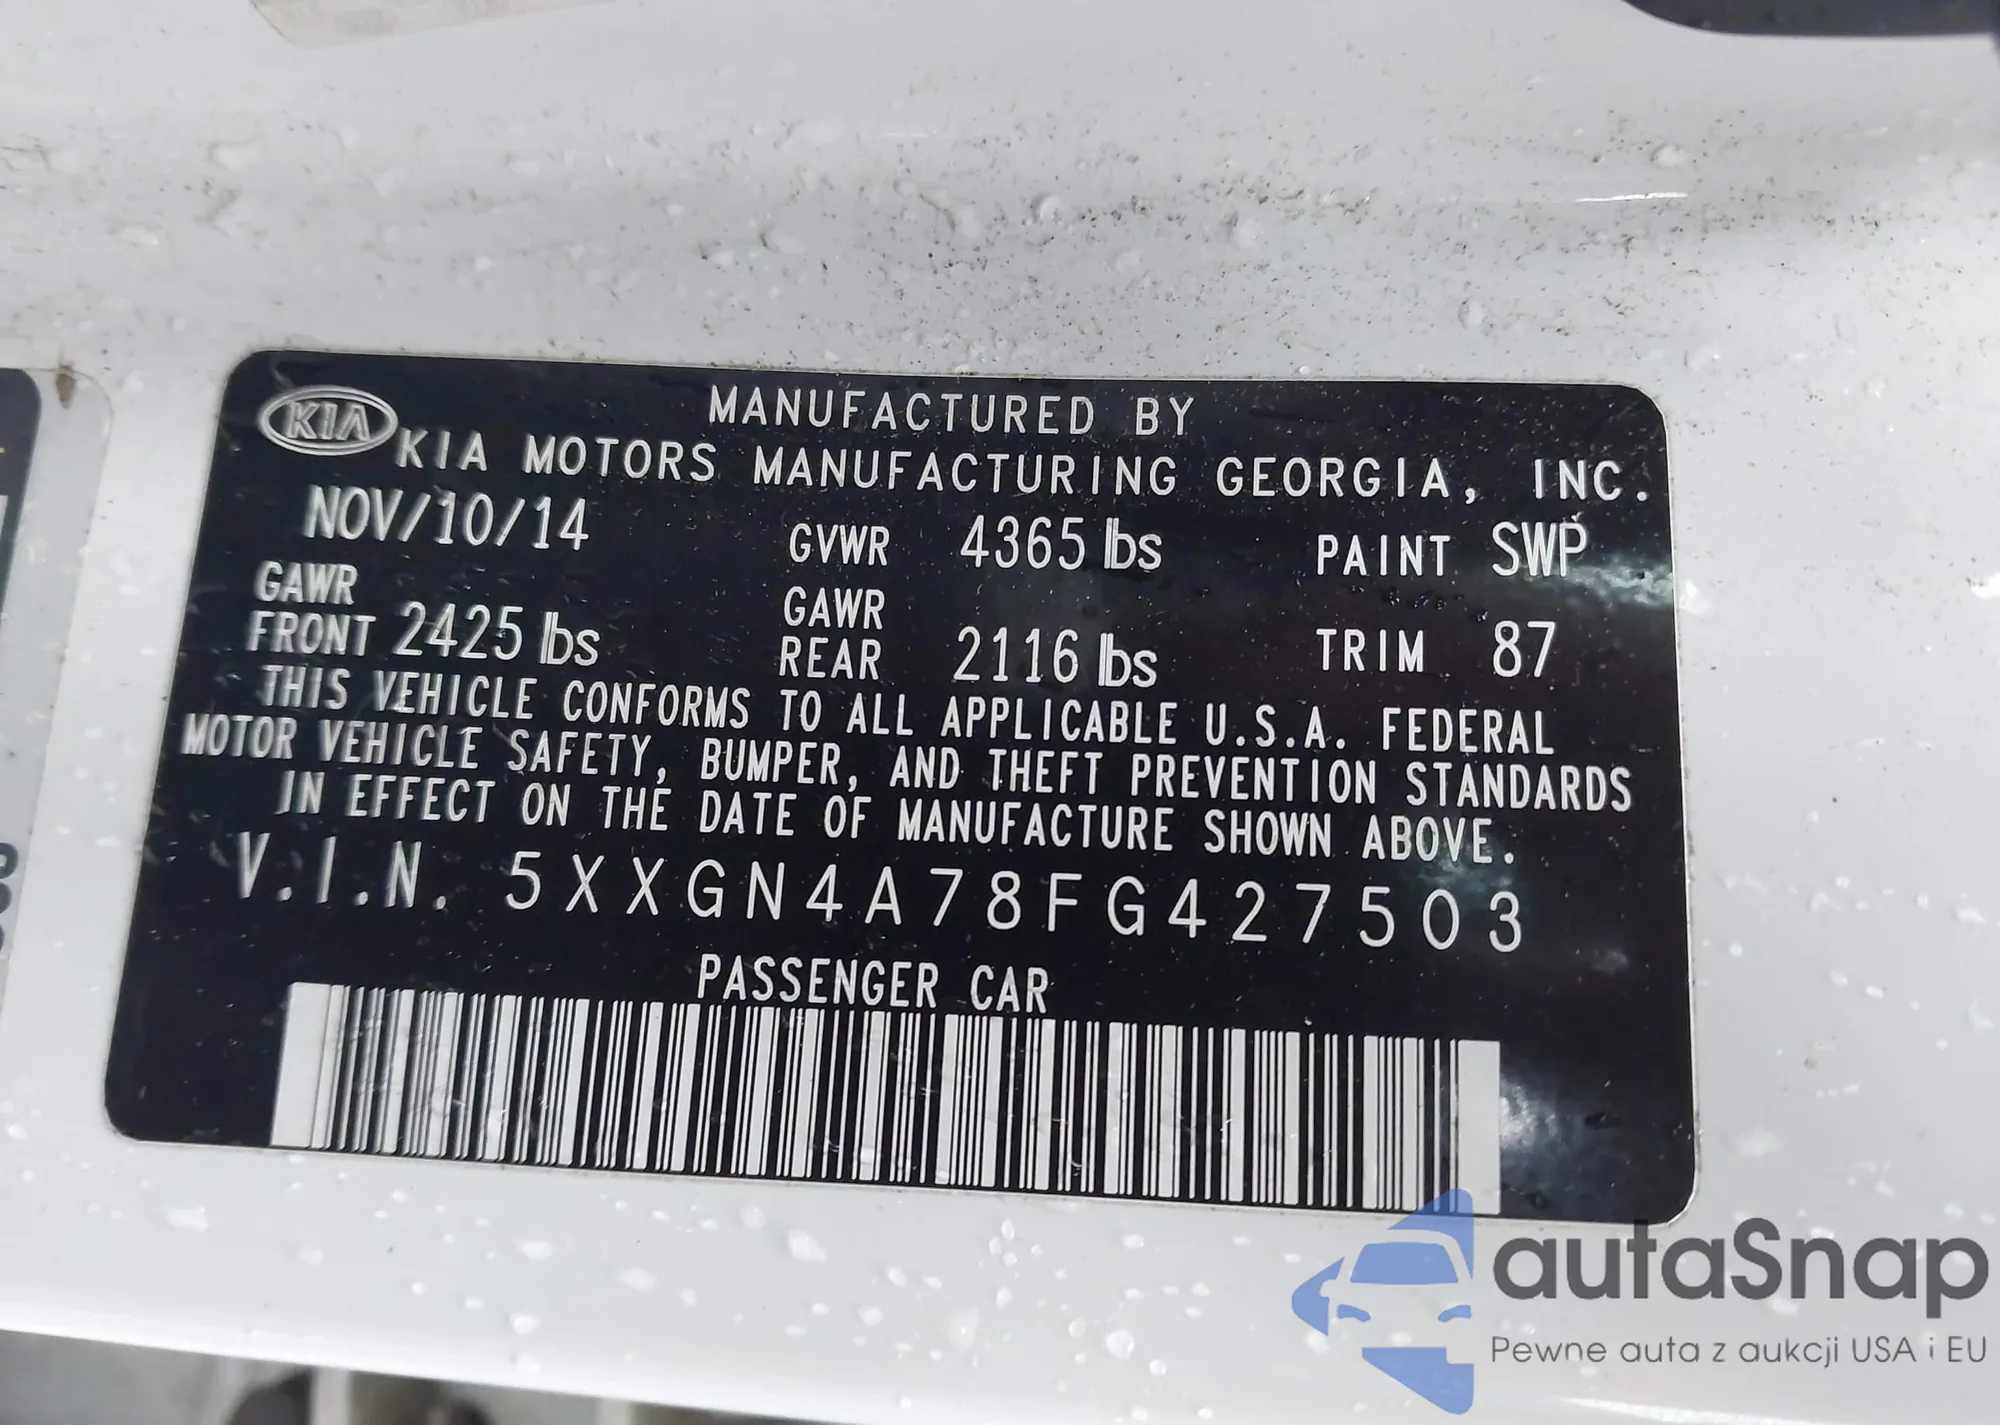 KIA
MANUFACTURED BY
KIA MOTORS MANUFACTURING GEORGIA, INC.
NOV/10/14 GVWR 4365 lbs PAINT SWP
GAWR FRONT 2425 lbs GAWR REAR 2116 lbs TRIM 87
THIS VEHICLE CONFORMS TO ALL APPLICABLE U.S.A. FEDERAL
MOTOR VEHICLE SAFETY, BUMPER, AND THEFT PREVENTION STANDARDS
IN EFFECT ON THE DATE OF MANUFACTURE SHOWN ABOVE.
V.I.N. 5XXGN4A78FG427503
PASSENGER CAR
autaSnap
Pewne auta z aukcji USA i EU